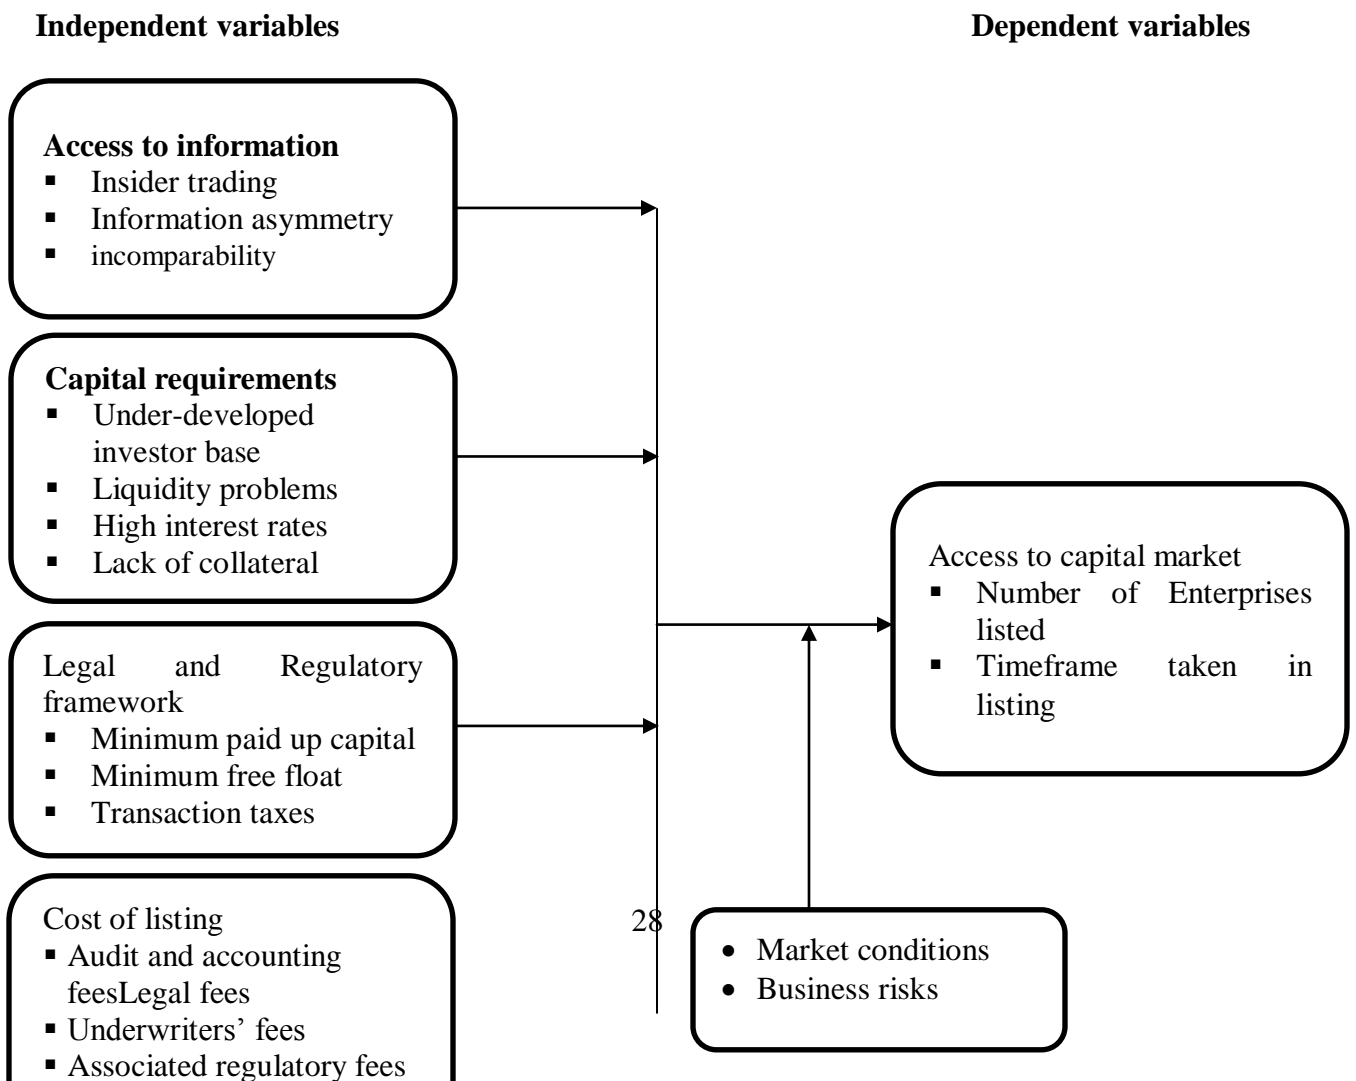 Independent variables
Dependent variables
Access to information
▪ Insider trading
▪ Information asymmetry
▪ incomparability
Capital requirements
▪ Under-developed
investor base
▪ Liquidity problems
▪ High interest rates
▪ Lack of collateral
Legal and Regulatory
framework
▪ Minimum paid up capital
▪ Minimum free float
▪ Transaction taxes
Cost of listing
▪ Audit and accounting
feesLegal fees
▪ Underwriters’ fees
▪ Associated regulatory fees
28
• Market conditions
• Business risks
Access to capital market
▪ Number of Enterprises
listed
▪ Timeframe taken in
listing